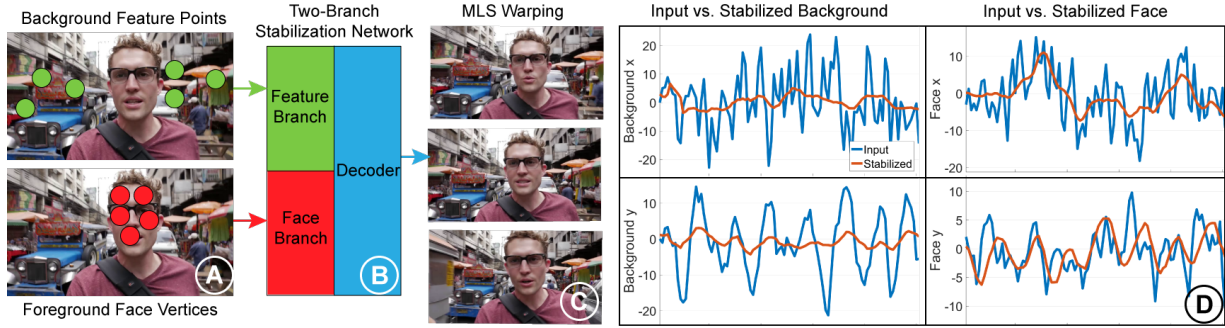 Background Feature Points
Foreground Face Vertices
A
Two-Branch
Stabilization Network
Feature
Branch
Face
Branch
Decoder
B
MLS Warping
C
Input vs. Stabilized Background
Background x
20
10
0
-10
-20
Input
Stabilized
Background y
10
0
-10
-20
Input vs. Stabilized Face
Face x
10
0
-10
-20
Face y
10
5
0
-5
-10
D